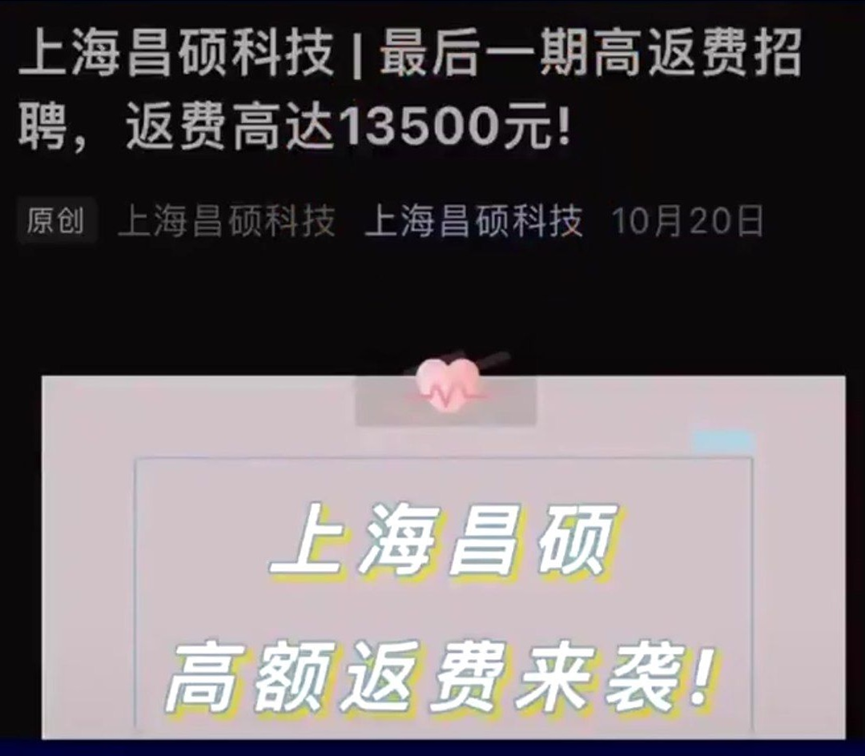 上海昌硕科技 | 最后一期高返费招
聘，返费高达13500元!
原创 上海昌硕科技 上海昌硕科技 10月20日
上海昌硕
高额返费来袭!